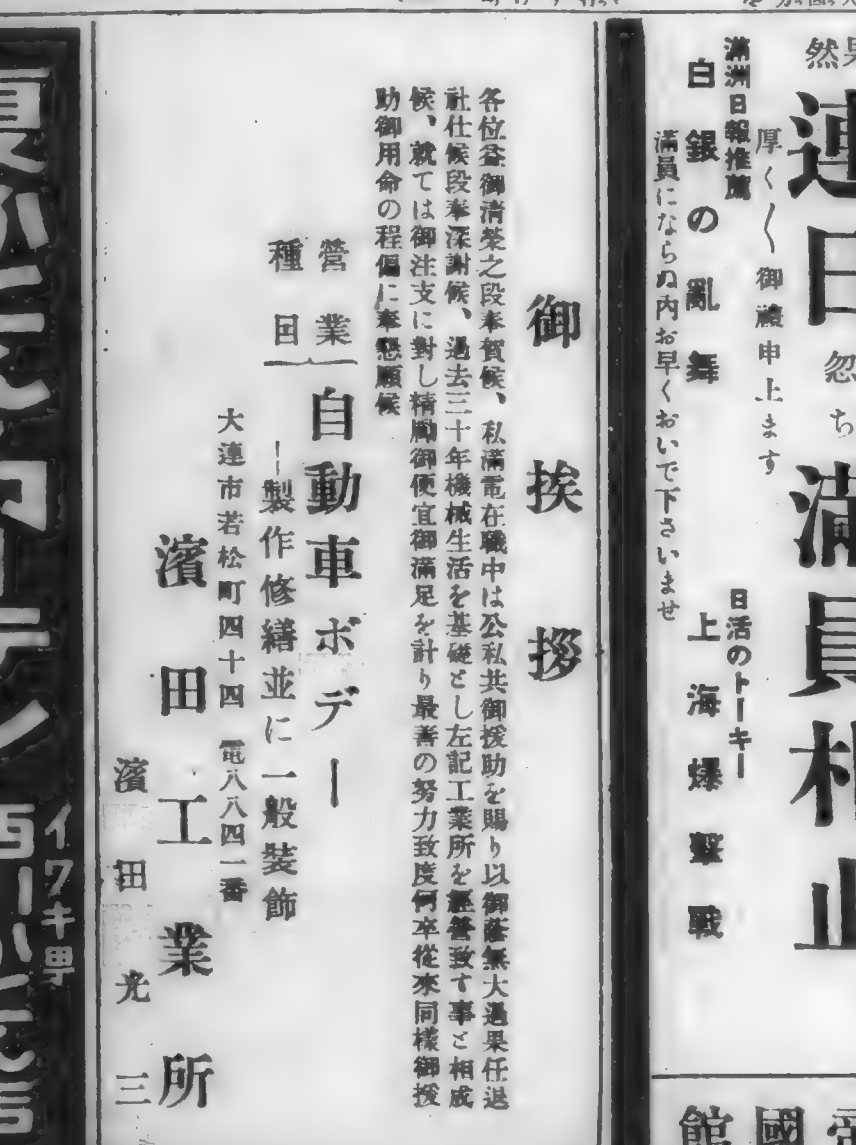 然
連日
忽ち
滿員札止
厚く〱御禮申上ます
滿洲日報推薦
白銀の亂舞
日活のトーキー
上海爆擊戰
滿員にならぬ内お早くおいで下さいませ
國
館
御挨拶
各位益御清榮之段奉賀候、私滿電在職中は公私共御援助を賜り以御蔭無大過果任退
社仕候段奉深謝候、過去三十年機械生活を基礎とし左記工業所を經營致す事と相成
候、就ては御注文に對し精勵御便宜御滿足を計り最善の努力致度何卒從來同樣御援
助御用命の程偏に奉懇願候
營業
種目
自動車ボデー
―製作修繕並に一般裝飾
大連市若松町四十四 電八八四一番
濱田工業所
濱田光三
イワキ町